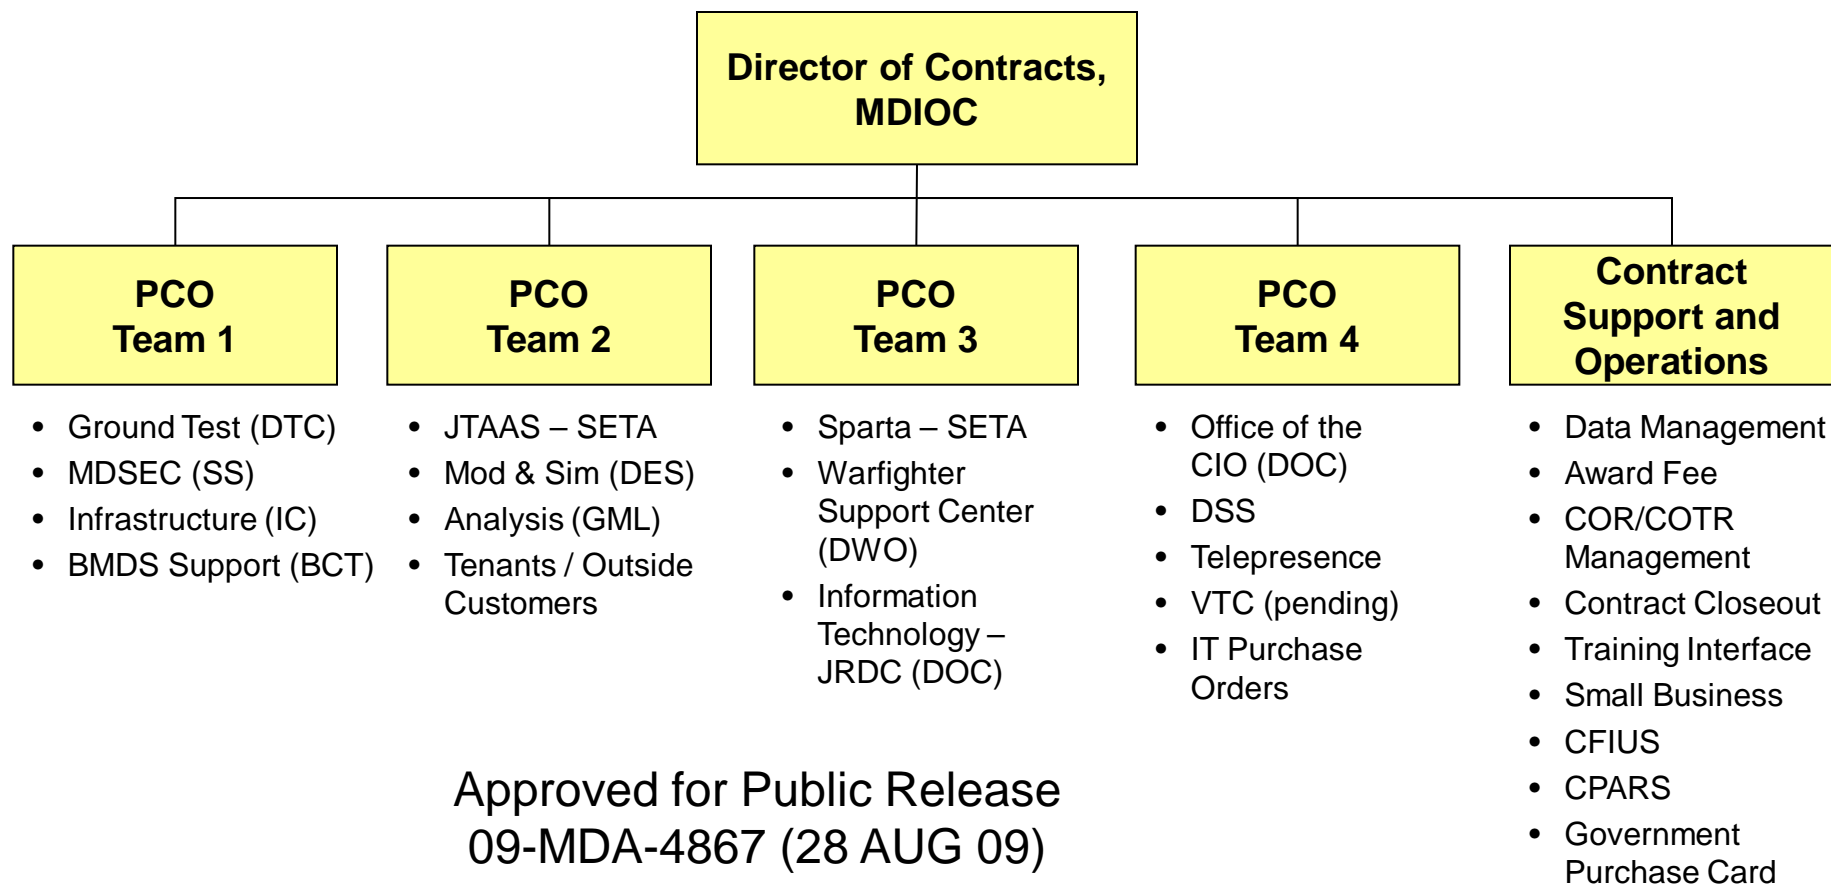 Director of Contracts,
MDIOC
PCO
Team 1
PCO
Team 2
PCO
Team 3
PCO
Team 4
Contract
Support and
Operations
• Ground Test (DTC)
• MDSEC (SS)
• Infrastructure (IC)
• BMDS Support (BCT)
• JTAAS – SETA
• Mod & Sim (DES)
• Analysis (GML)
• Tenants / Outside
Customers
• Sparta – SETA
• Warfighter
Support Center
(DWO)
• Information
Technology –
JRDC (DOC)
• Office of the
CIO (DOC)
• DSS
• Telepresence
• VTC (pending)
• IT Purchase
Orders
• Data Management
• Award Fee
• COR/COTR
Management
• Contract Closeout
• Training Interface
• Small Business
• CFIUS
• CPARS
• Government
Purchase Card
Approved for Public Release
09-MDA-4867 (28 AUG 09)